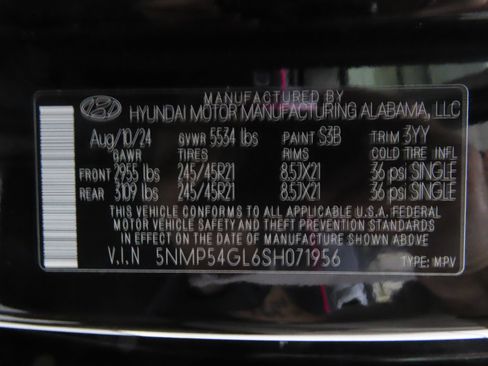 MANUFACTURED BY
HYUNDAI MOTOR MANUFACTURING ALABAMA, LLC
Aug/10/24 GVWR 5534 lbs PAINT S3B TRIM 3YY
GAWR TIRES RIMS COLD TIRE INFL
FRONT 2955 lbs 245/45R21 8.5JX21 36 psi SINGLE
REAR 3109 lbs 245/45R21 8.5JX21 36 psi SINGLE
THIS VEHICLE CONFORMS TO ALL APPLICABLE U.S.A. FEDERAL
MOTOR VEHICLE SAFETY AND THEFT PREVENTION STANDARDS
IN EFFECT ON THE DATE OF MANUFACTURE SHOWN ABOVE.
V.I.N 5NMP54GL6SH071956 TYPE: M.P.V